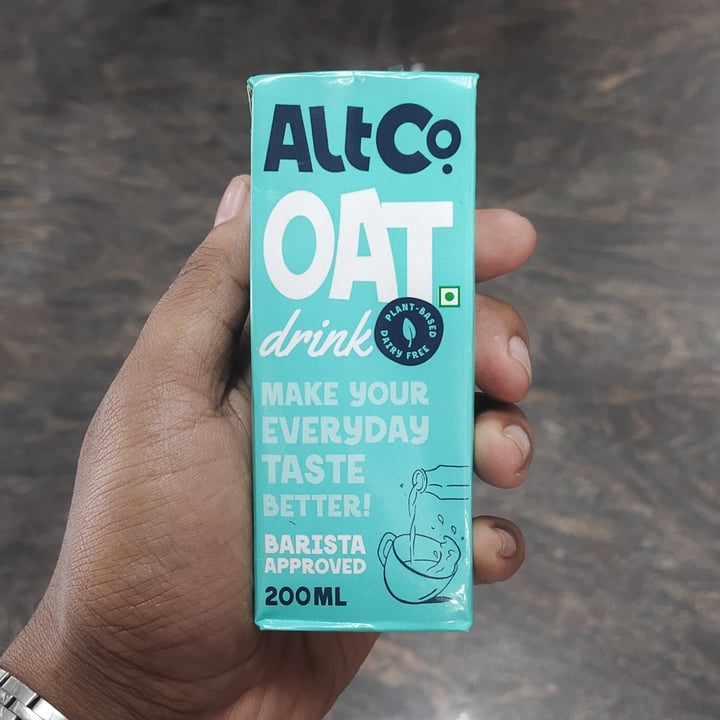 ALtCo.
OAT
drink
PLANT-BASED
DAIRY FREE
MAKE YOUR
EVERYDAY
TASTE
BETTER!
BARISTA
APPROVED
200ML